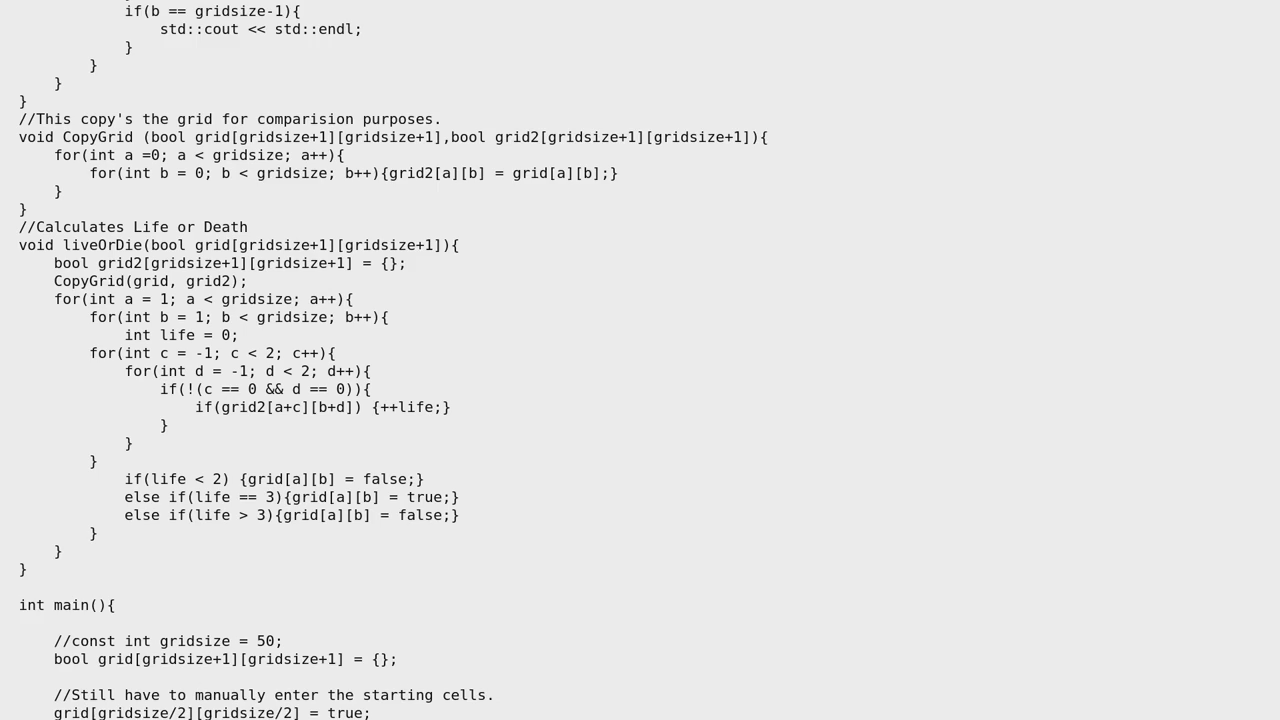 if(b == gridsize-1){
std::cout << std::endl;
}
}
}
}
//This copy's the grid for comparision purposes.
void CopyGrid (bool grid[gridsize+1][gridsize+1],bool grid2[gridsize+1][gridsize+1]){
for(int a =0; a < gridsize; a++){
for(int b = 0; b < gridsize; b++){grid2[a][b] = grid[a][b];}
}
}
//Calculates Life or Death
void liveOrDie(bool grid[gridsize+1][gridsize+1]){
bool grid2[gridsize+1][gridsize+1] = {};
CopyGrid(grid, grid2);
for(int a = 1; a < gridsize; a++){
for(int b = 1; b < gridsize; b++){
int life = 0;
for(int c = -1; c < 2; c++){
for(int d = -1; d < 2; d++){
if(!(c == 0 && d == 0)){
if(grid2[a+c][b+d]) {++life;}
}
}
}
if(life < 2) {grid[a][b] = false;}
else if(life == 3){grid[a][b] = true;}
else if(life > 3){grid[a][b] = false;}
}
}
}
int main(){
//const int gridsize = 50;
bool grid[gridsize+1][gridsize+1] = {};
//Still have to manually enter the starting cells.
grid[gridsize/2][gridsize/2] = true;